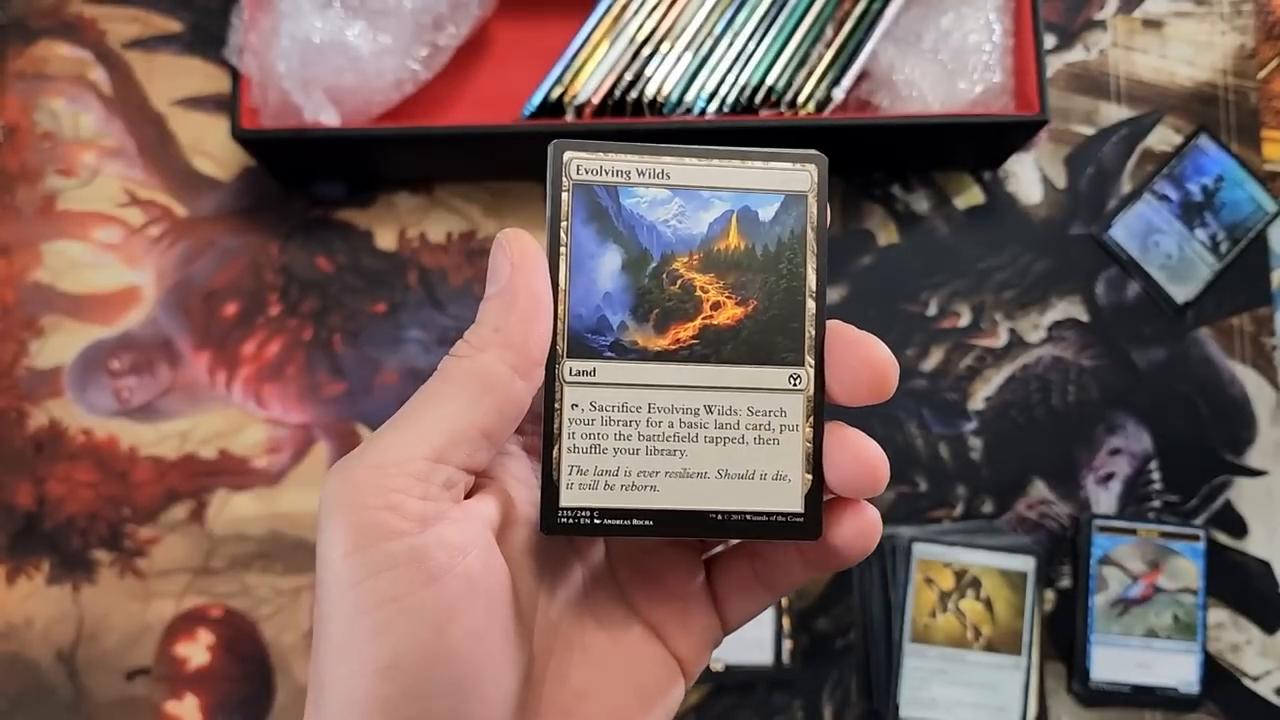 Evolving Wilds
Land
, Sacrifice Evolving Wilds: Search
your library for a basic land card, put
it onto the battlefield tapped, then
shuffle your library.
The land is ever resilient. Should it die,
it will be reborn.
235/249 C
IMA • EN Andreas Rocha
™ & © 2017 Wizards of the Coast